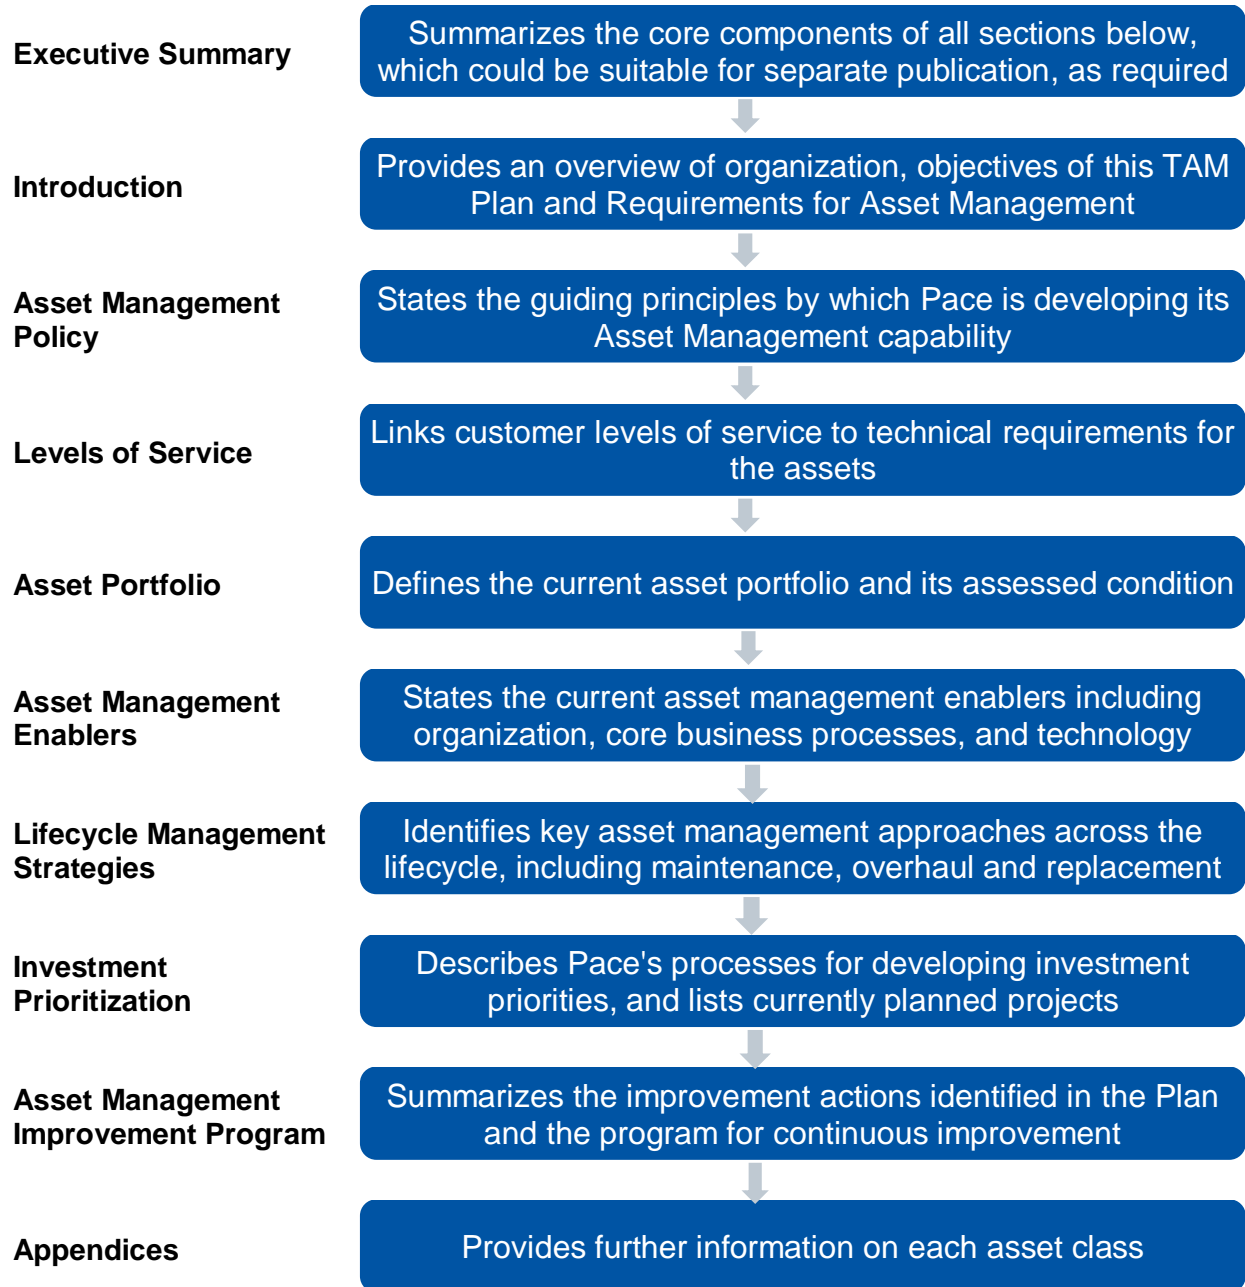 Executive Summary
Summarizes the core components of all sections below,
which could be suitable for separate publication, as required
Introduction
Provides an overview of organization, objectives of this TAM
Plan and Requirements for Asset Management
Asset Management
Policy
States the guiding principles by which Pace is developing its
Asset Management capability
Levels of Service
Links customer levels of service to technical requirements for
the assets
Asset Portfolio
Defines the current asset portfolio and its assessed condition
Asset Management
Enablers
States the current asset management enablers including
organization, core business processes, and technology
Lifecycle Management
Strategies
Identifies key asset management approaches across the
lifecycle, including maintenance, overhaul and replacement
Investment
Prioritization
Describes Pace's processes for developing investment
priorities, and lists currently planned projects
Asset Management
Improvement Program
Summarizes the improvement actions identified in the Plan
and the program for continuous improvement
Appendices
Provides further information on each asset class